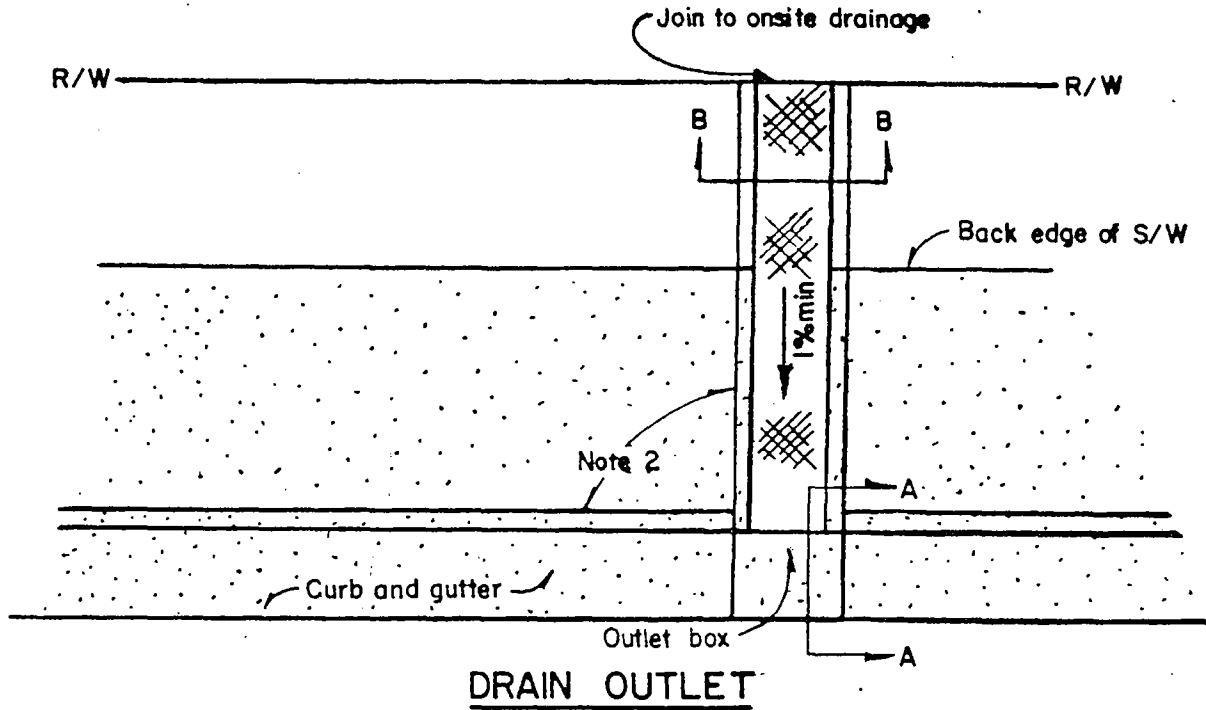 Join to onsite drainage
R/W
R/W
B
B
Back edge of S/W
1% min
Note 2
A
Curb and gutter
Outlet box
A
DRAIN OUTLET